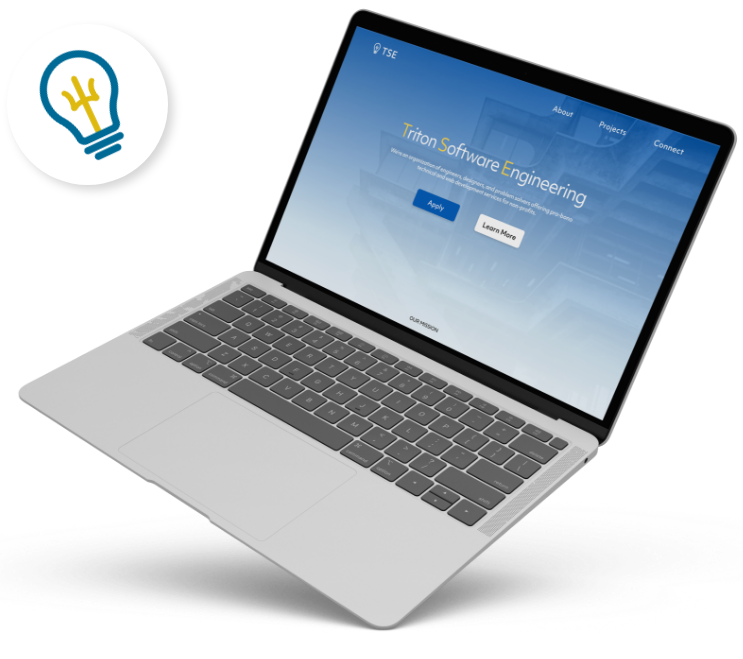 TSE
About
Projects
Connect
Triton Software Engineering
We're an organization of engineers, designers, and problem solvers offering pro-bono
technical and web development services for non-profits.
Apply
Learn More
OUR MISSION